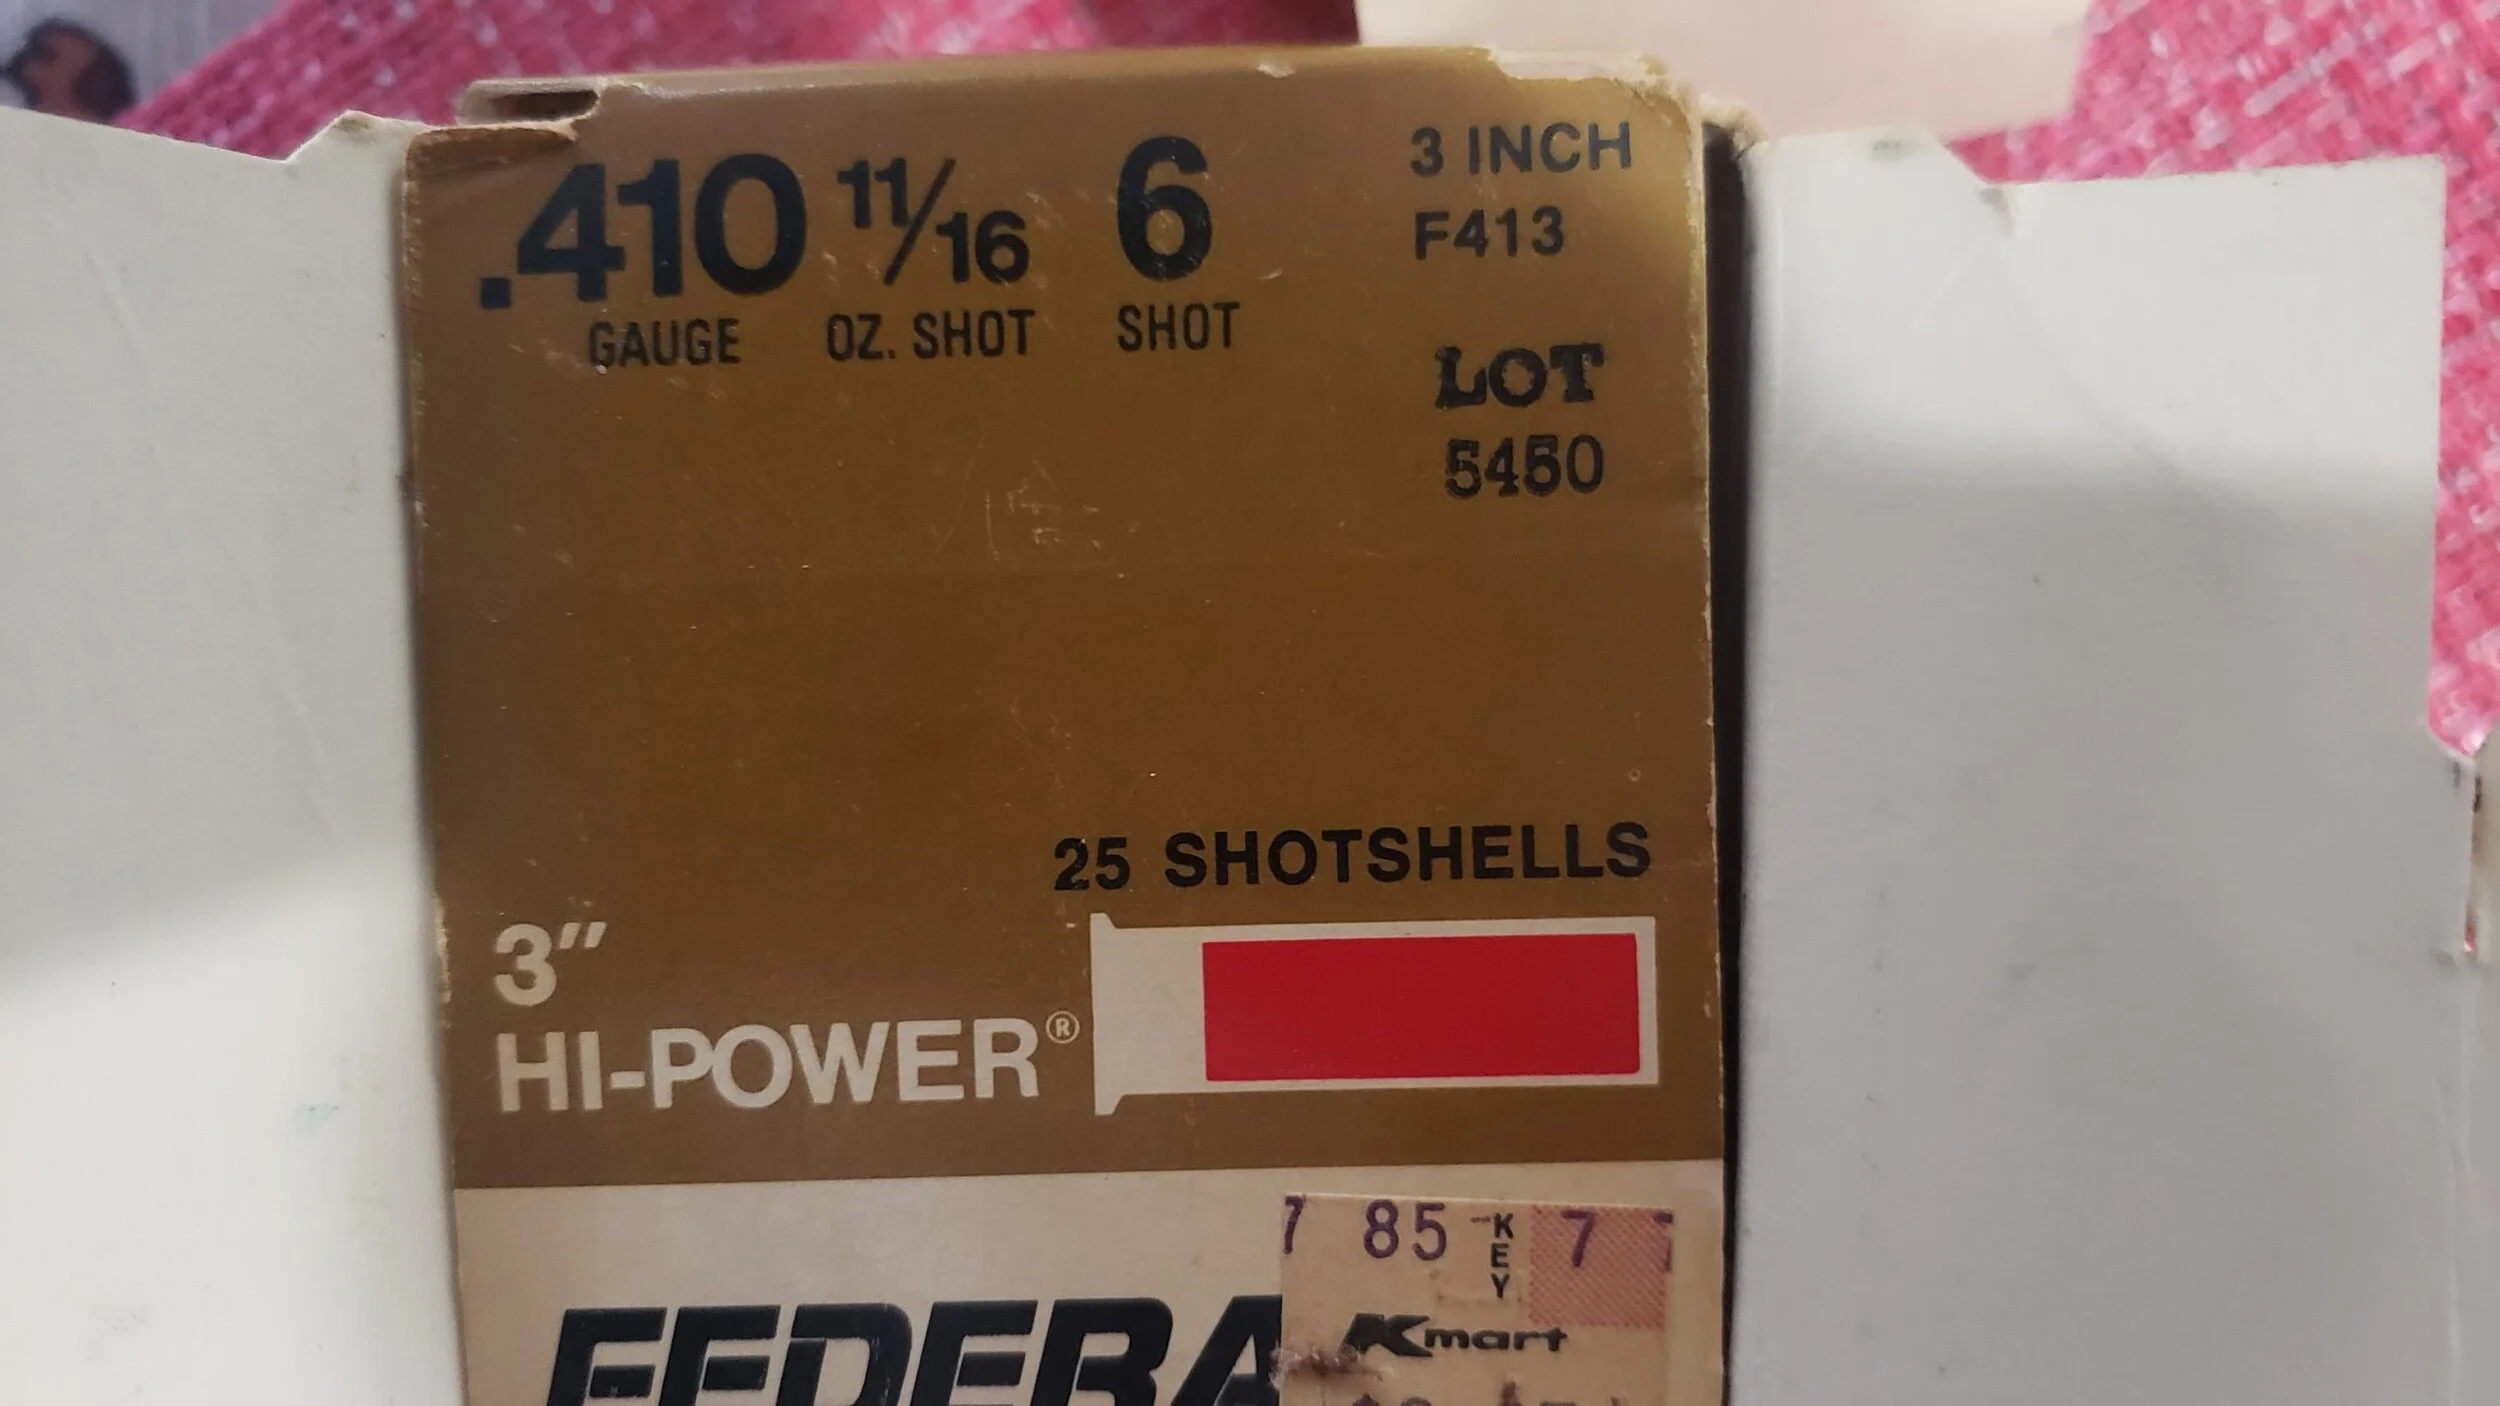 .410 11/16 6 3 INCH
GAUGE OZ. SHOT SHOT F413
LOT
5450
25 SHOTSHELLS
3"
HI-POWER®
7 85 KEY 7
Kmart